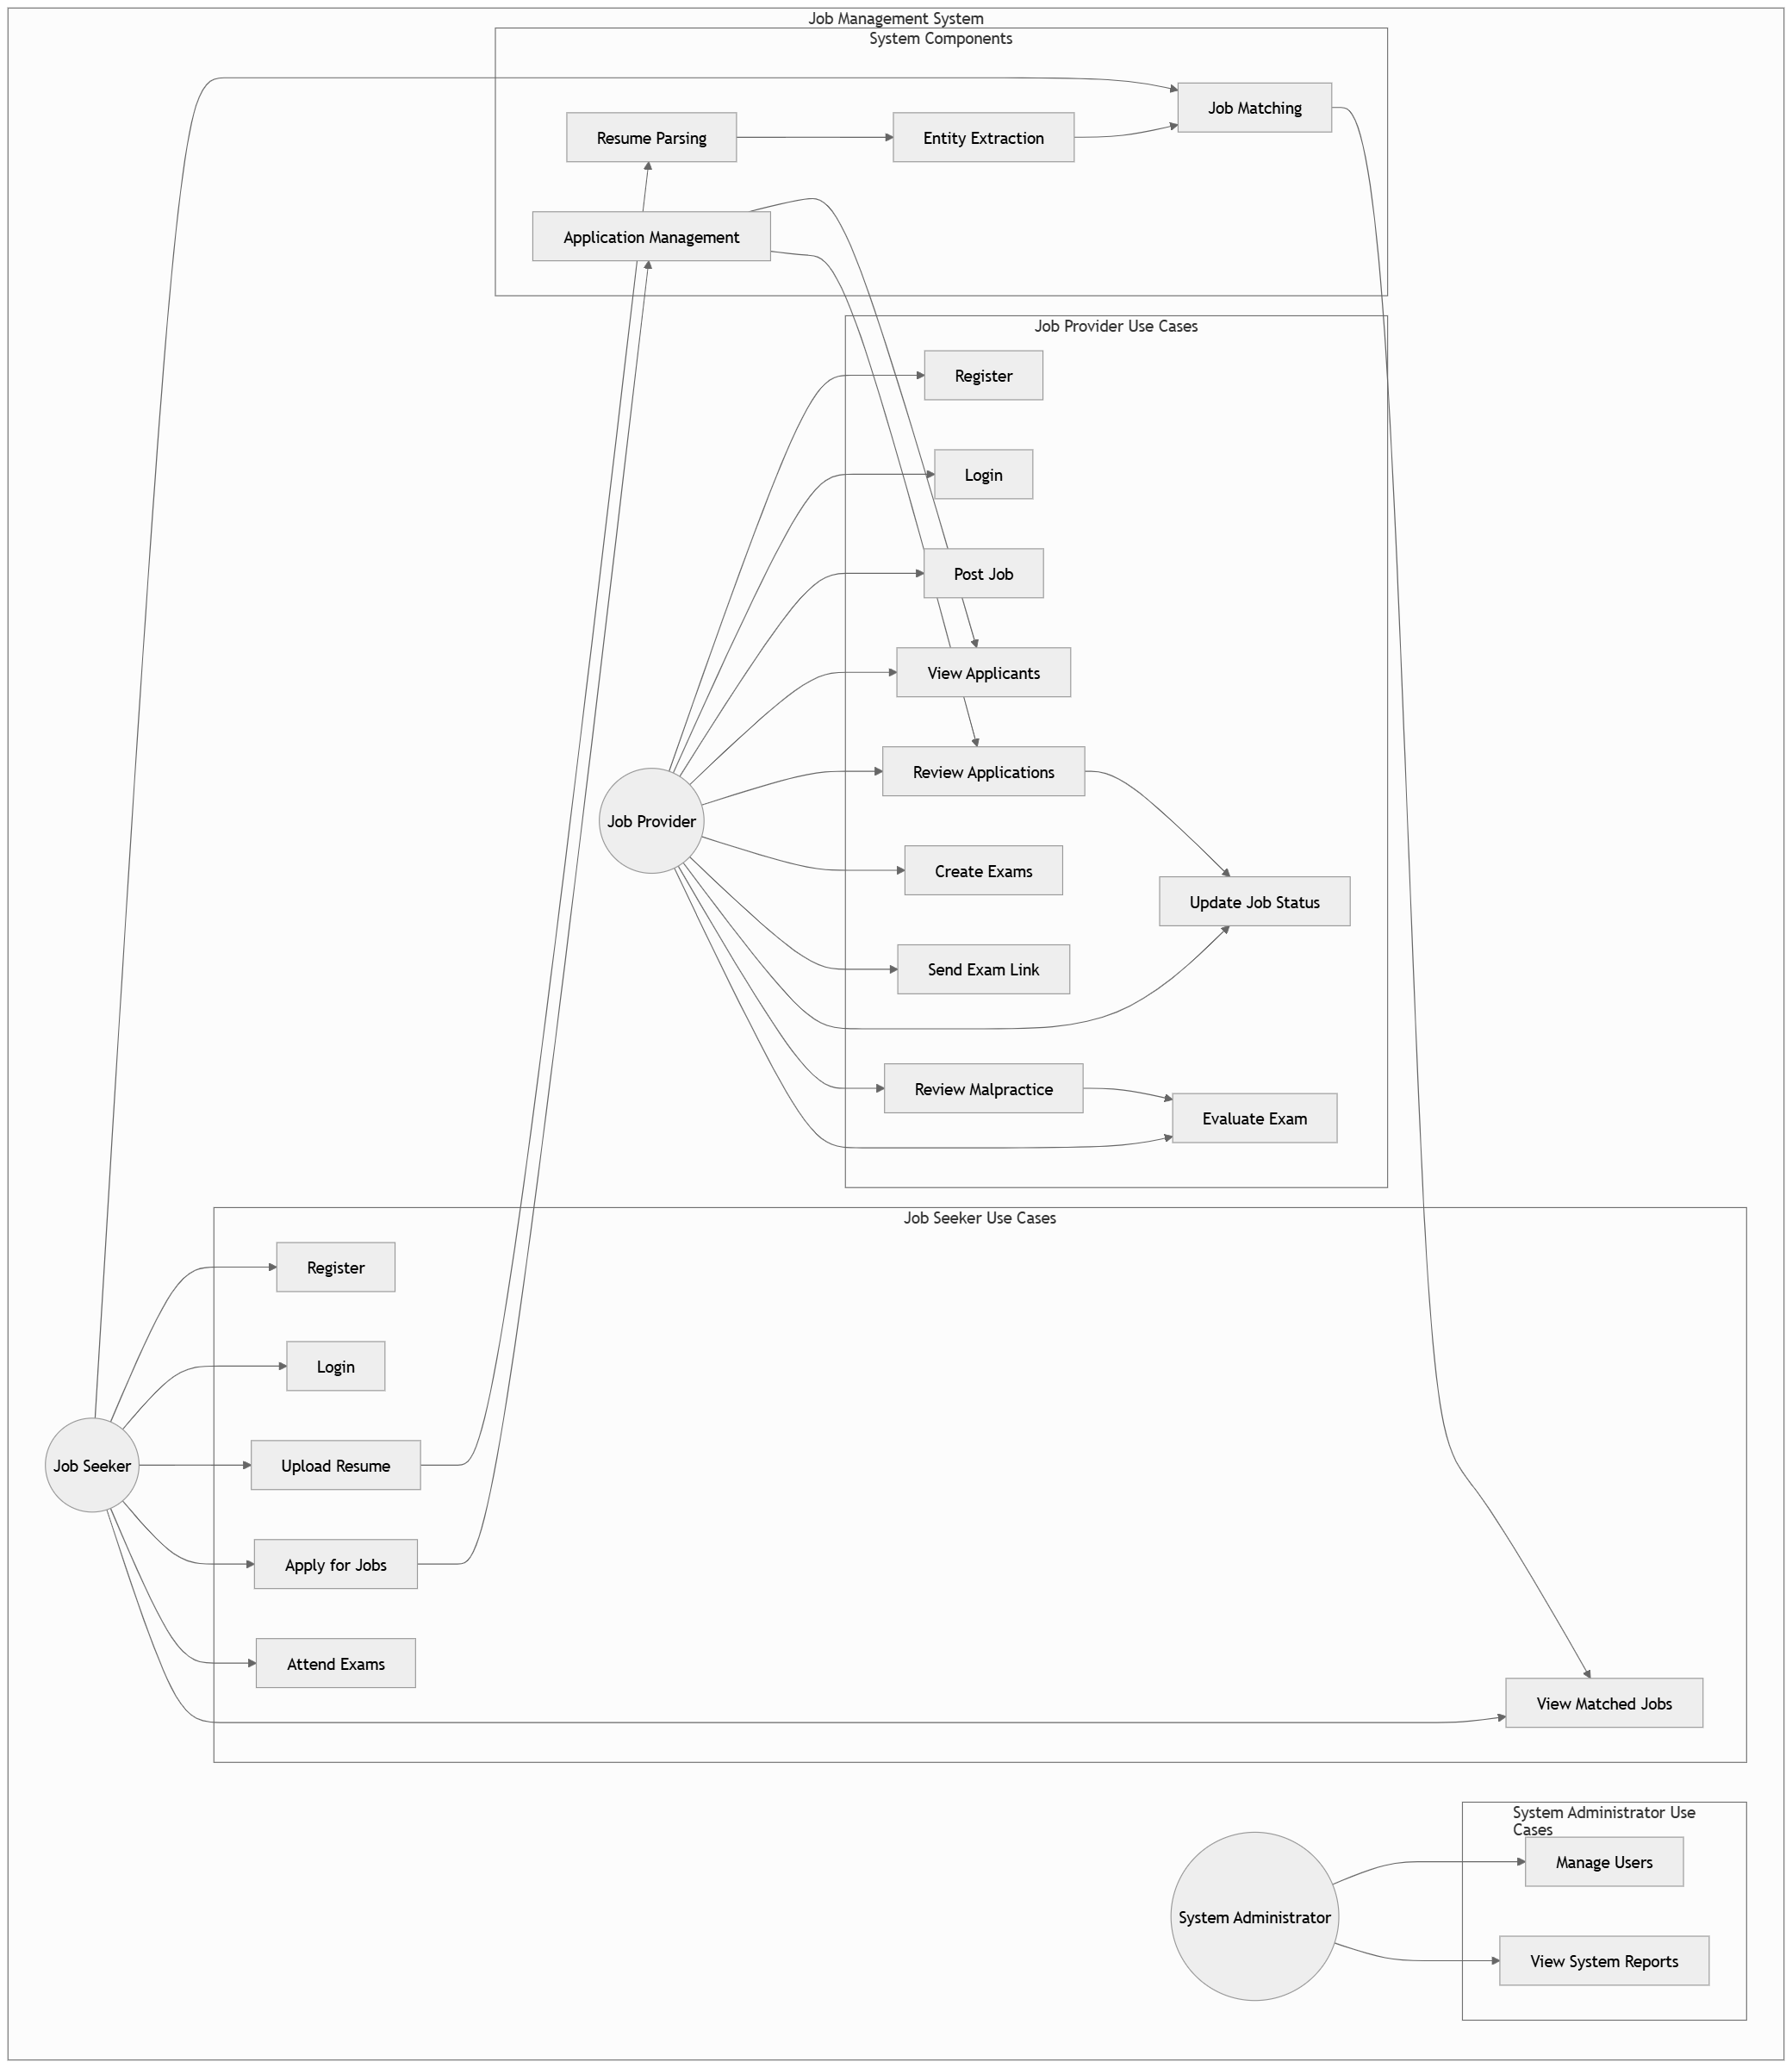 Job Management System
System Components
Job Matching
Resume Parsing
Entity Extraction
Application Management
Job Provider Use Cases
Register
Login
Post Job
View Applicants
Review Applications
Job Provider
Create Exams
Update Job Status
Send Exam Link
Review Malpractice
Evaluate Exam
Job Seeker Use Cases
Register
Login
Job Seeker
Upload Resume
Apply for Jobs
Attend Exams
View Matched Jobs
System Administrator Use
Cases
Manage Users
System Administrator
View System Reports